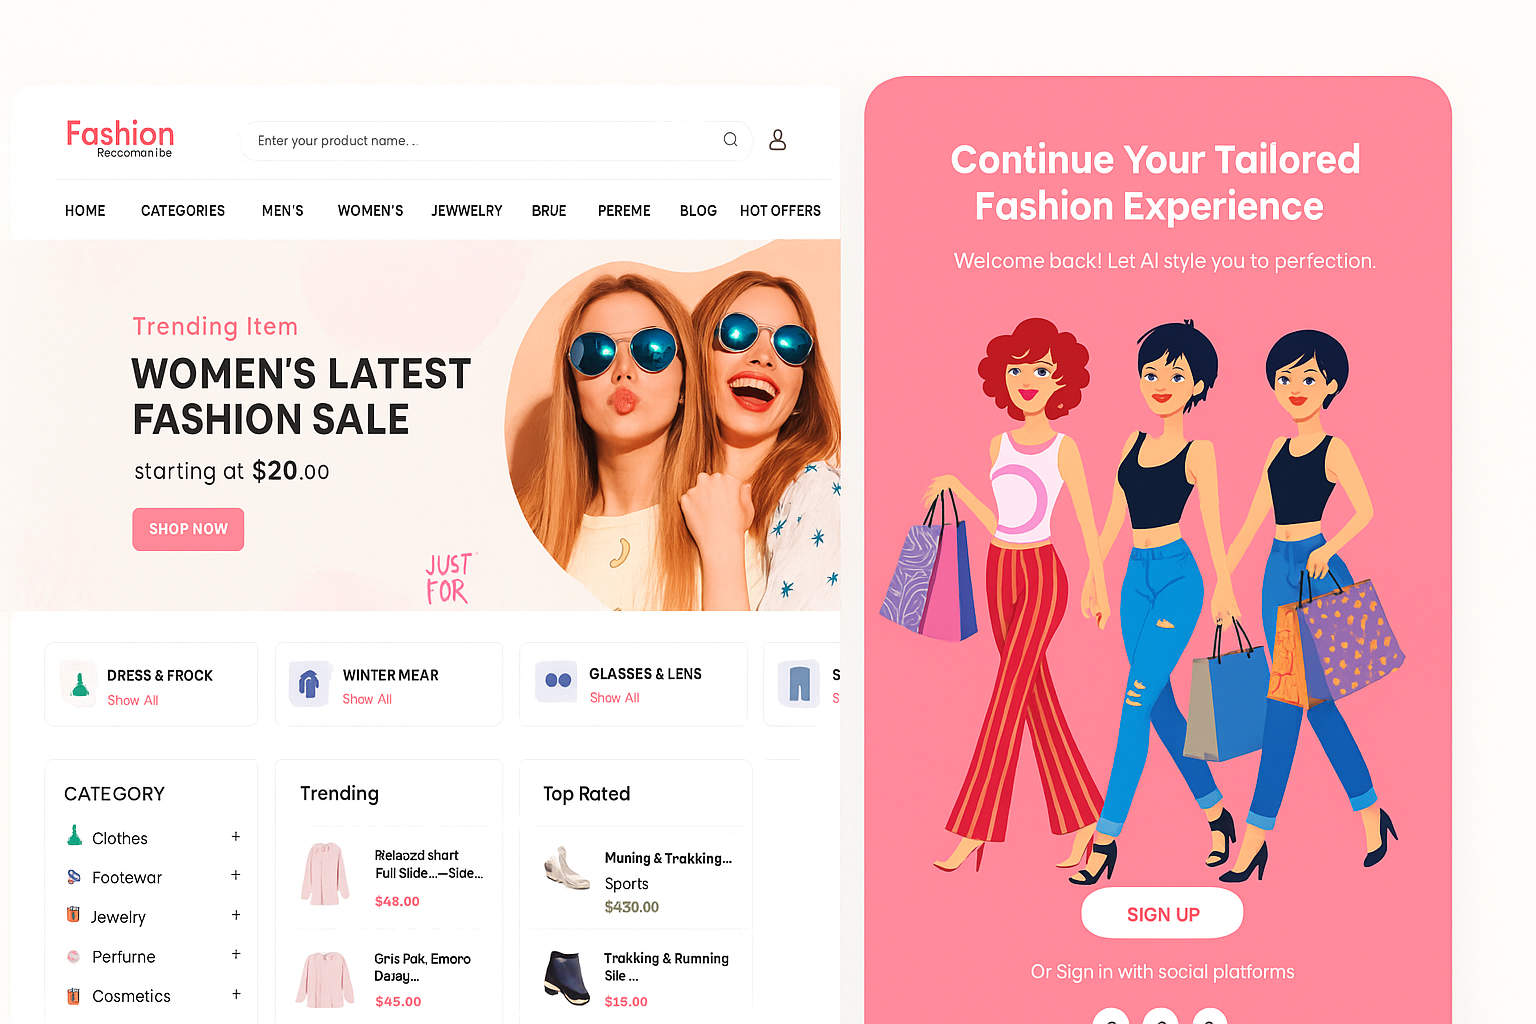 Fashion
Reccomanibe
Enter your product name. . .
HOME CATEGORIES MEN'S WOMEN'S JEWWELRY BRUE PEREME BLOG HOT OFFERS
Trending Item
WOMEN'S LATEST
FASHION SALE
starting at $20.00
SHOP NOW
JUST
FOR
DRESS & FROCK
Show All
WINTER MEAR
Show All
GLASSES & LENS
Show All
S
S
CATEGORY
Clothes +
Footewar +
Jewelry +
Perfurne +
Cosmetics +
Trending
Relaozd shart
Full Slide...—Side...
$48.00
Gris Pak, Emoro
Dajay...
$45.00
Top Rated
Muning & Trakking...
Sports
$430.00
Trakking & Rumning
Sile ...
$15.00
Continue Your Tailored
Fashion Experience
Welcome back! Let AI style you to perfection.
SIGN UP
Or Sign in with social platforms